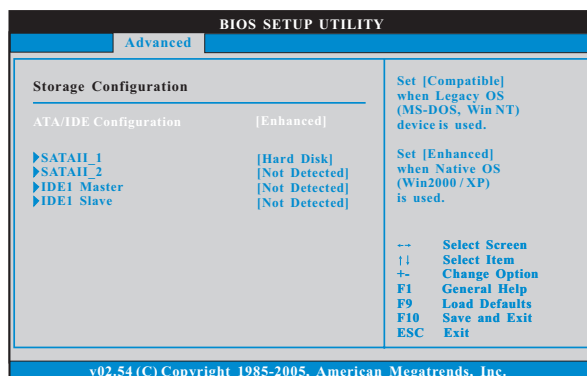 BIOS SETUP UTILITY
Advanced
Storage Configuration
ATA/IDE Configuration [Enhanced]
SATAII_1 [Hard Disk]
SATAII_2 [Not Detected]
IDE1 Master [Not Detected]
IDE1 Slave [Not Detected]
Set [Compatible]
when Legacy OS
(MS-DOS, Win NT)
device is used.
Set [Enhanced]
when Native OS
(Win2000 / XP)
is used.
←→ Select Screen
↑↓ Select Item
+- Change Option
F1 General Help
F9 Load Defaults
F10 Save and Exit
ESC Exit
v02.54 (C) Copyright 1985-2005, American Megatrends, Inc.